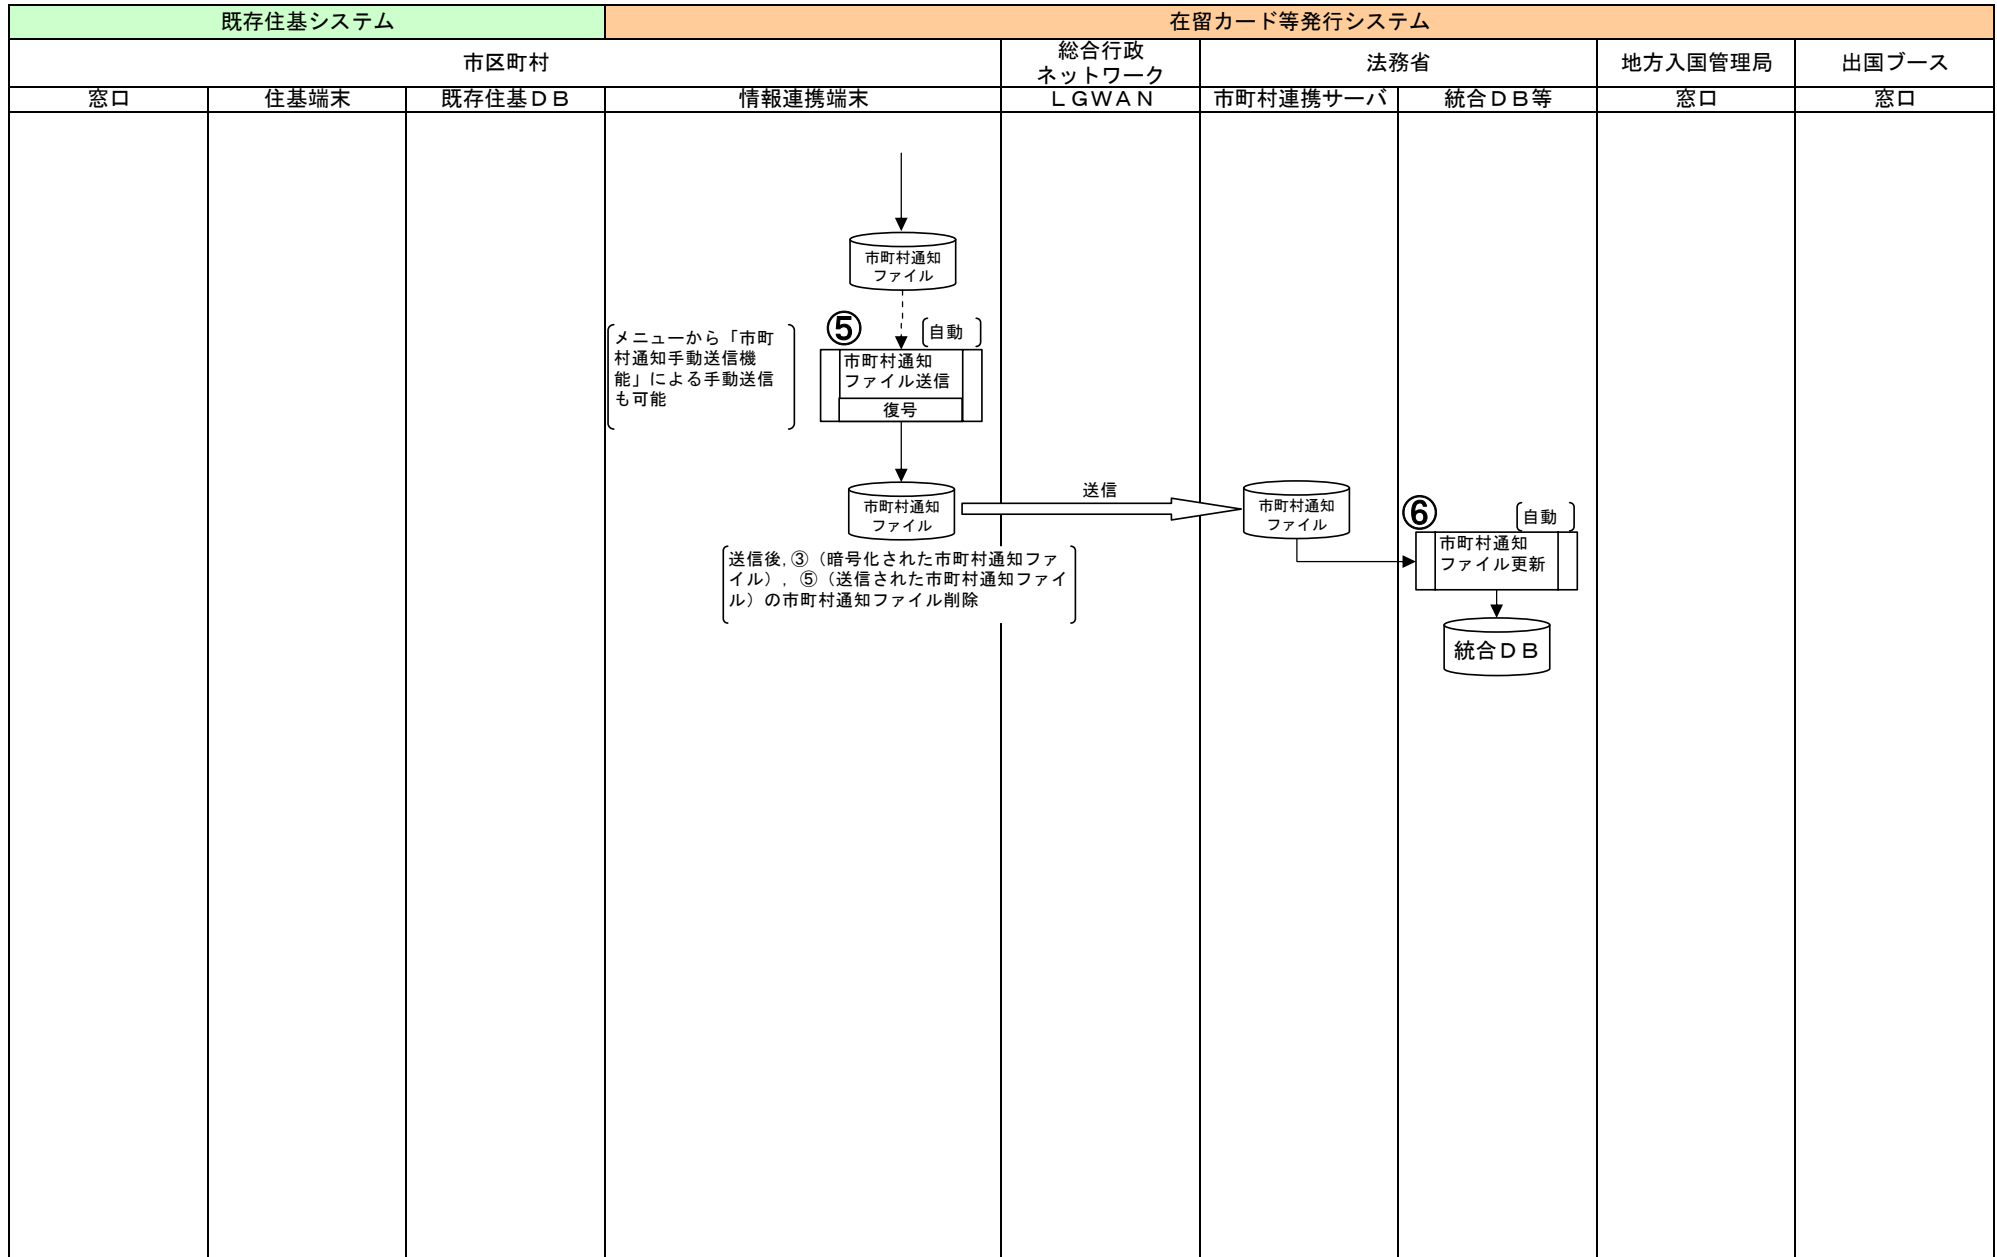 既存住基システム
在留カード等発行システム
市区町村
総合行政
ネットワーク
法務省
地方入国管理局
出国ブース
窓口
住基端末
既存住基ＤＢ
情報連携端末
ＬＧＷＡＮ
市町村連携サーバ
統合ＤＢ等
窓口
窓口
市町村通知
ファイル
メニューから「市町
村通知手動送信機
能」による手動送信
も可能
⑤
自動
市町村通知
ファイル送信
復号
市町村通知
ファイル
送信
市町村通知
ファイル
⑥
自動
市町村通知
ファイル更新
送信後,③（暗号化された市町村通知ファ
イル）,⑤（送信された市町村通知ファイ
ル）の市町村通知ファイル削除
統合ＤＢ